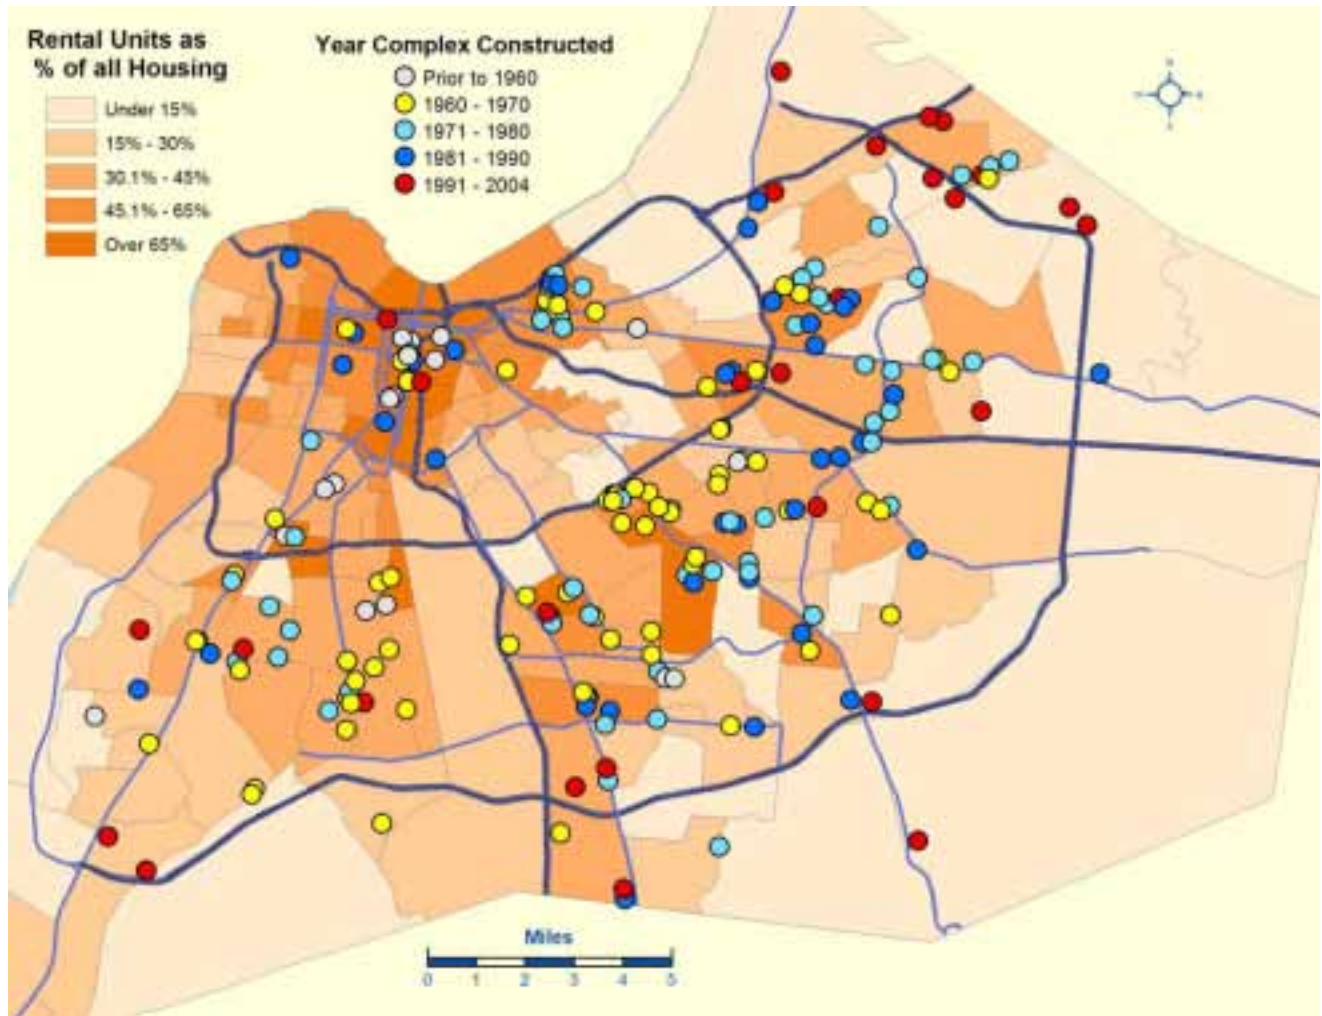 Rental Units as
% of all Housing
Under 15%
15% - 30%
30.1% - 45%
45.1% - 65%
Over 65%
Year Complex Constructed
Prior to 1960
1960 - 1970
1971 - 1980
1981 - 1990
1991 - 2004
Miles
0 1 2 3 4 5